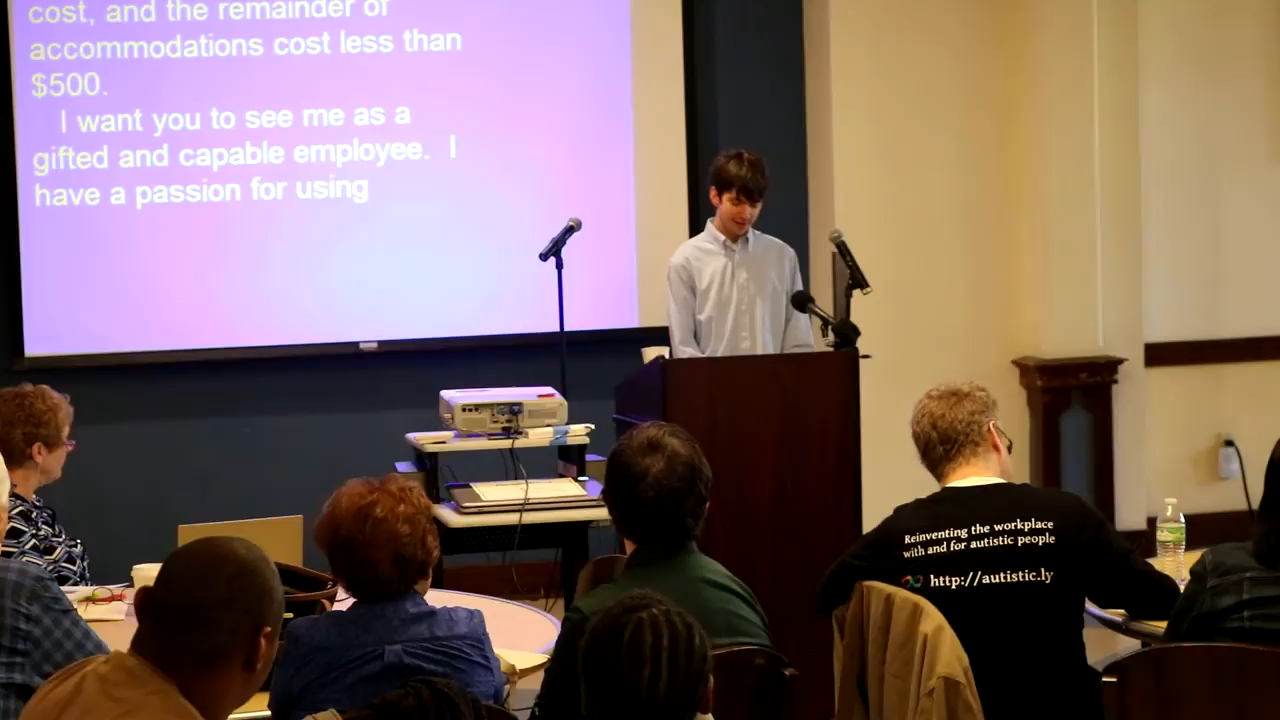 cost, and the remainder of
accommodations cost less than
$500.
I want you to see me as a
gifted and capable employee. I
have a passion for using
Reinventing the workplace
with and for autistic people
http://autistic.ly